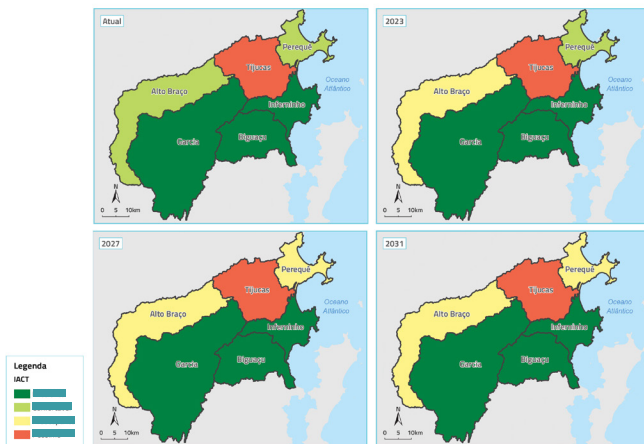 Atual
Perequê
Tijucas
Oceano
Atlântico
Alto Braço
Inferninho
Garcia
Biguaçu
N
0 5 10km
2023
Perequê
Tijucas
Oceano
Atlântico
Alto Braço
Inferninho
Garcia
Biguaçu
N
0 5 10km
2027
Perequê
Tijucas
Oceano
Atlântico
Alto Braço
Inferninho
Garcia
Biguaçu
N
0 5 10km
2031
Perequê
Tijucas
Oceano
Atlântico
Alto Braço
Inferninho
Garcia
Biguaçu
N
0 5 10km
Legenda
IACT